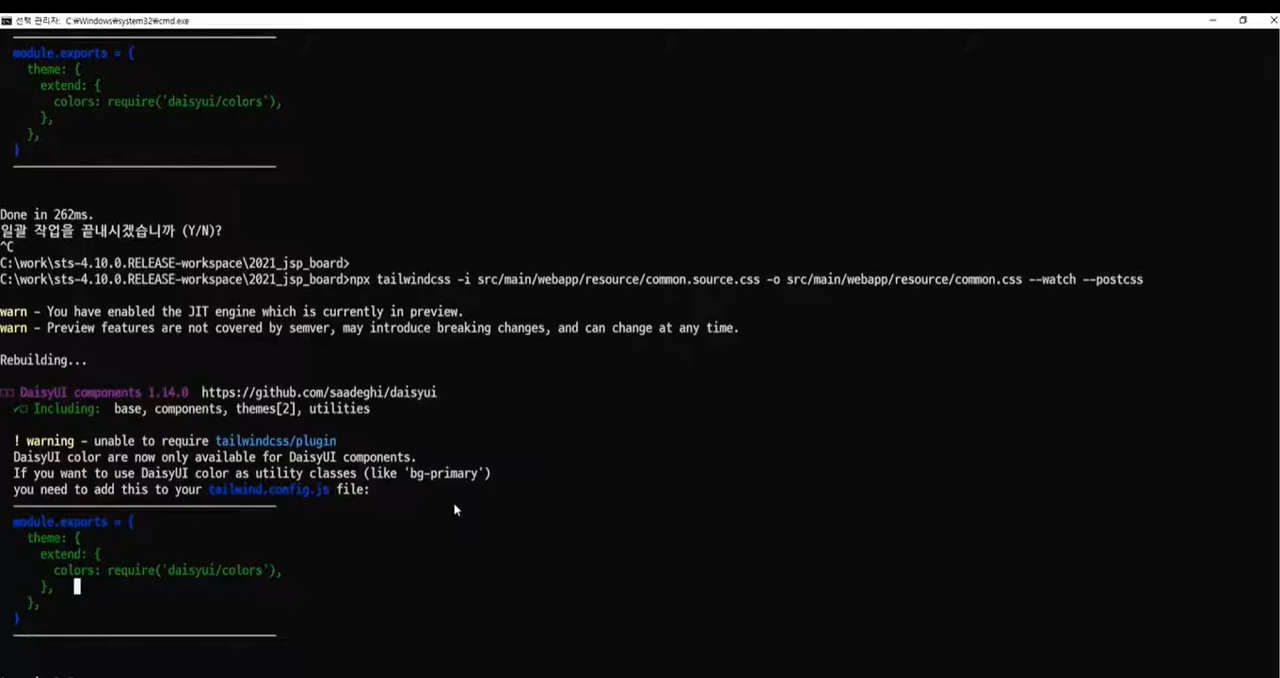 선택 관리자: C:\Windows\system32\cmd.exe
module.exports = {
theme: {
extend: {
colors: require('daisyui/colors'),
},
},
}
Done in 262ms.
일괄 작업을 끝내시겠습니까 (Y/N)?
^C
C:\work\sts-4.10.0.RELEASE-workspace\2021_jsp_board>
C:\work\sts-4.10.0.RELEASE-workspace\2021_jsp_board>npx tailwindcss -i src/main/webapp/resource/common.source.css -o src/main/webapp/resource/common.css --watch --postcss
warn - You have enabled the JIT engine which is currently in preview.
warn - Preview features are not covered by semver, may introduce breaking changes, and can change at any time.
Rebuilding...
DaisyUI components 1.14.0 https://github.com/saadeghi/daisyui
✓ Including: base, components, themes[2], utilities
! warning - unable to require tailwindcss/plugin
DaisyUI color are now only available for DaisyUI components.
If you want to use DaisyUI color as utility classes (like 'bg-primary')
you need to add this to your tailwind.config.js file:
module.exports = {
theme: {
extend: {
colors: require('daisyui/colors'),
},
},
}